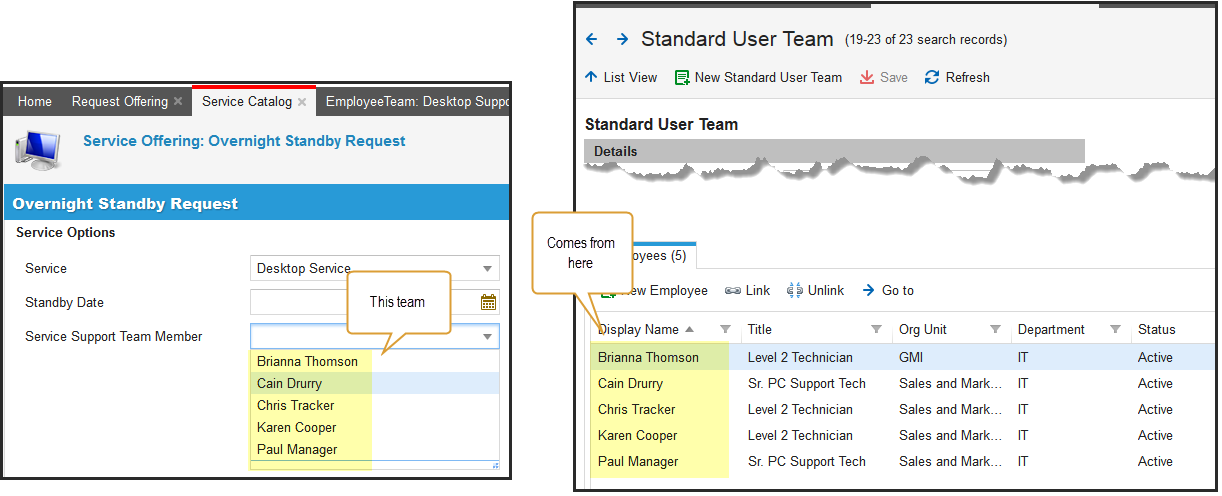 Home Request Offering Service Catalog EmployeeTeam: Desktop Suppo
Service Offering: Overnight Standby Request
Overnight Standby Request
Service Options
Service Desktop Service
Standby Date
Service Support Team Member
Brianna Thomson
Cain Drurry
Chris Tracker
Karen Cooper
Paul Manager
This team
Standard User Team (19-23 of 23 search records)
List View New Standard User Team Save Refresh
Standard User Team
Details
Comes from
here
oyees (5)
New Employee Link Unlink Go to
Display Name Title Org Unit Department Status
Brianna Thomson Level 2 Technician GMI IT Active
Cain Drurry Sr. PC Support Tech Sales and Mark... IT Active
Chris Tracker Level 2 Technician Sales and Mark... IT Active
Karen Cooper Level 2 Technician Sales and Mark... IT Active
Paul Manager Sr. PC Support Tech Sales and Mark... IT Active